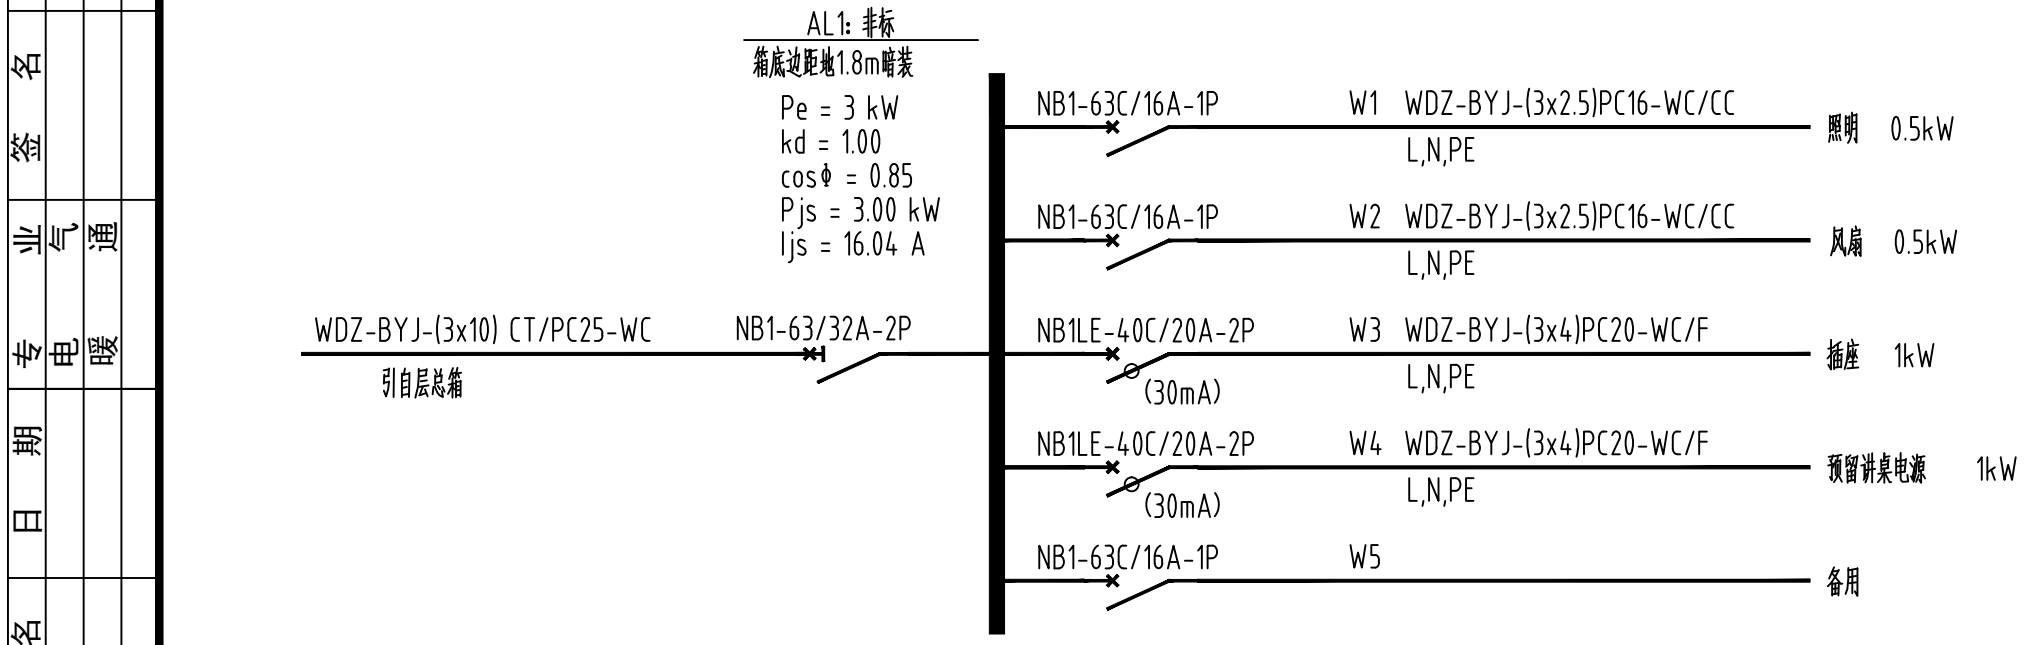 名
签
业
专
气
电
通
暖
期
日
名
AL1: 非标
箱底边距地1.8m暗装
Pe = 3 kW
kd = 1.00
cosΦ = 0.85
Pjs = 3.00 kW
Ijs = 16.04 A
WDZ-BYJ-(3x10) CT/PC25-WC
引自层总箱
NB1-63/32A-2P
NB1-63C/16A-1P W1 WDZ-BYJ-(3x2.5)PC16-WC/CC
L,N,PE
照明 0.5kW
NB1-63C/16A-1P W2 WDZ-BYJ-(3x2.5)PC16-WC/CC
L,N,PE
风扇 0.5kW
NB1LE-40C/20A-2P W3 WDZ-BYJ-(3x4)PC20-WC/F
(30mA)
L,N,PE
插座 1kW
NB1LE-40C/20A-2P W4 WDZ-BYJ-(3x4)PC20-WC/F
(30mA)
L,N,PE
预留讲桌电源 1kW
NB1-63C/16A-1P W5
备用